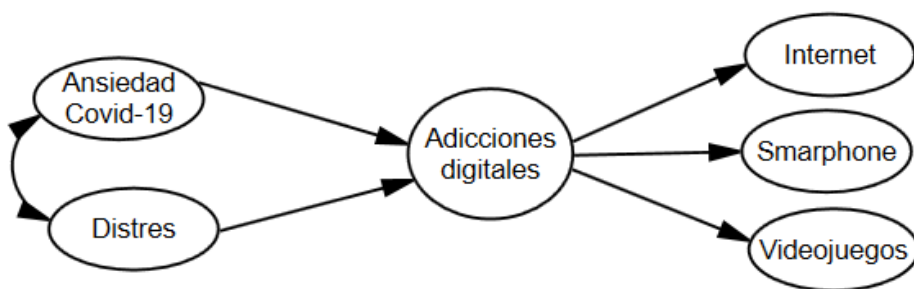 Ansiedad
Covid-19
Distres
Adicciones
digitales
Internet
Smarphone
Videojuegos